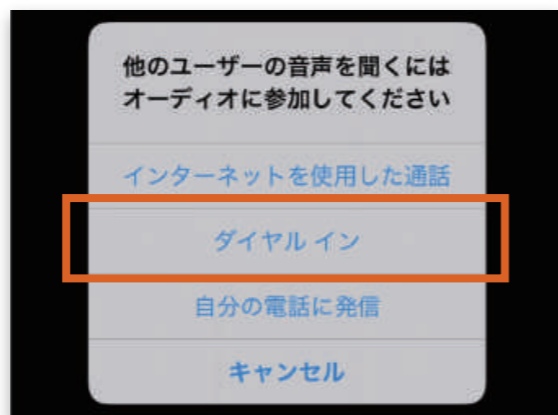 他のユーザーの音声を聞くには
オーディオに参加してください
インターネットを使用した通話
ダイヤル イン
自分の電話に発信
キャンセル